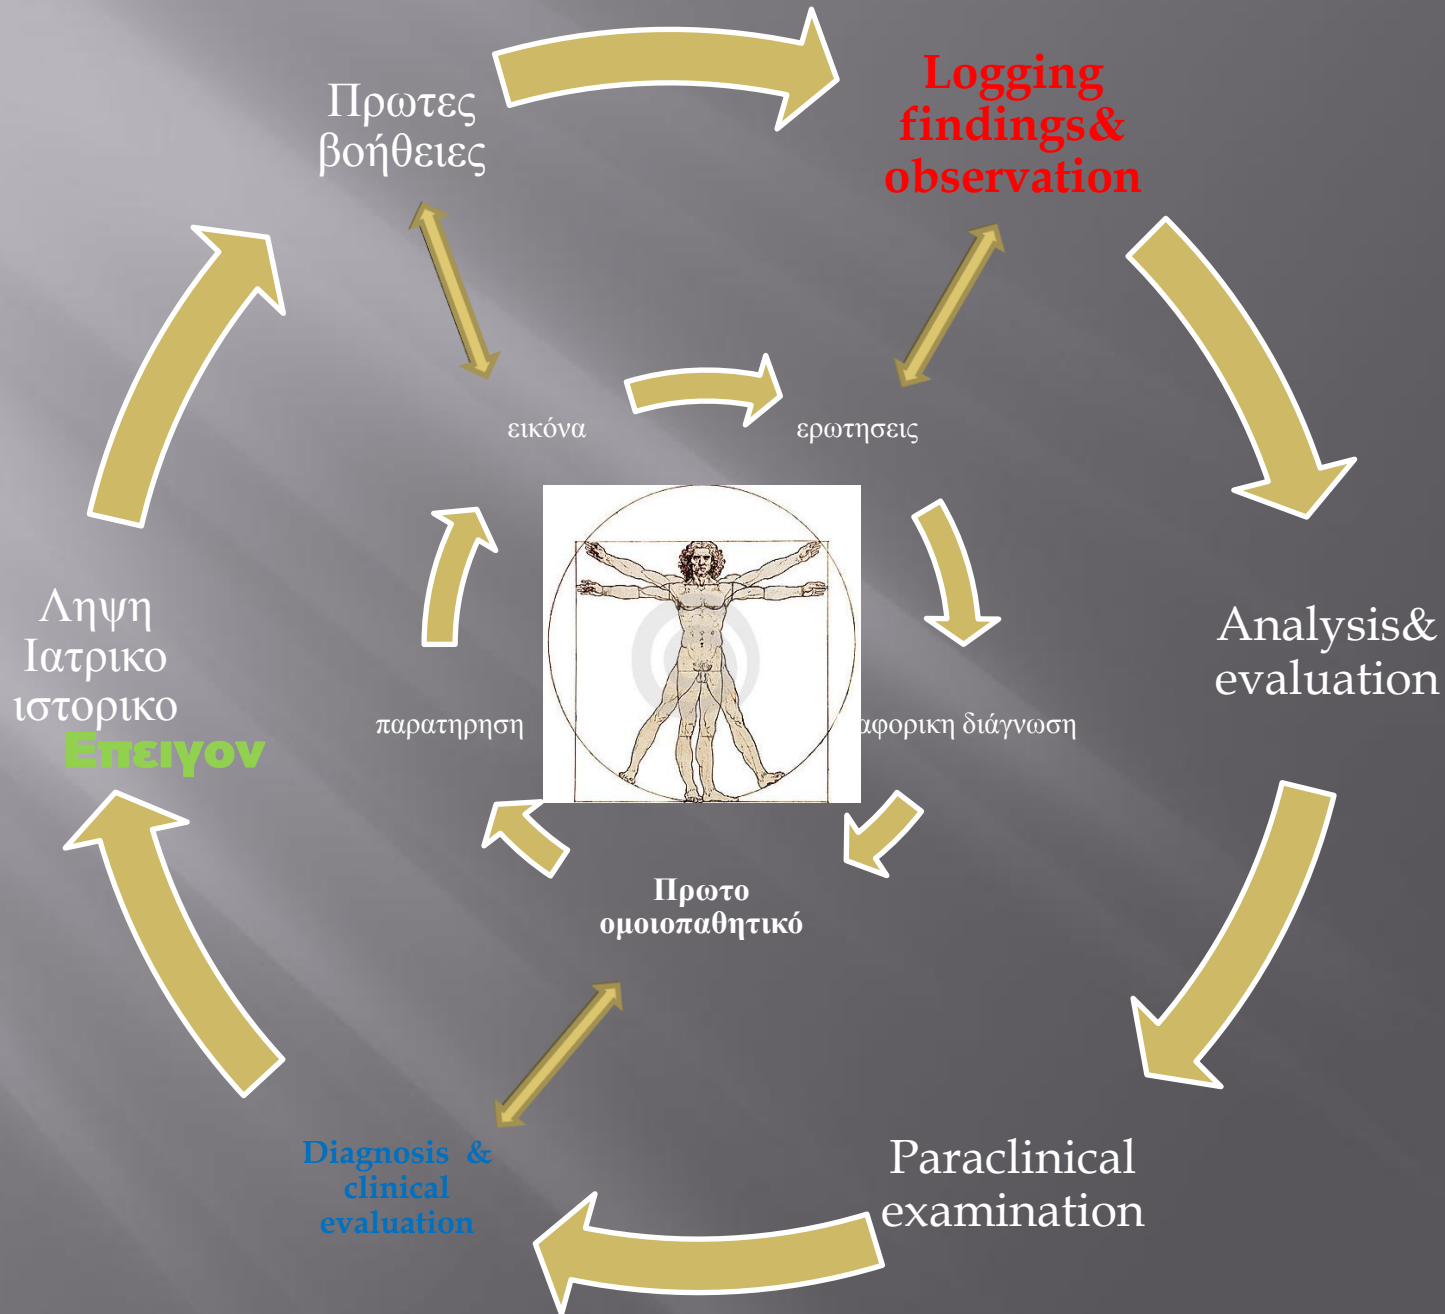 Πρωτες
βοήθειες
Logging
findings&
observation
εικόνα
ερωτησεις
Ληψη
Ιατρικο
ιστορικο
Επειγον
Analysis&
evaluation
παρατηρηση
αφορικη διάγνωση
Πρωτο
ομοιοπαθητικό
Diagnosis &
clinical
evaluation
Paraclinical
examination